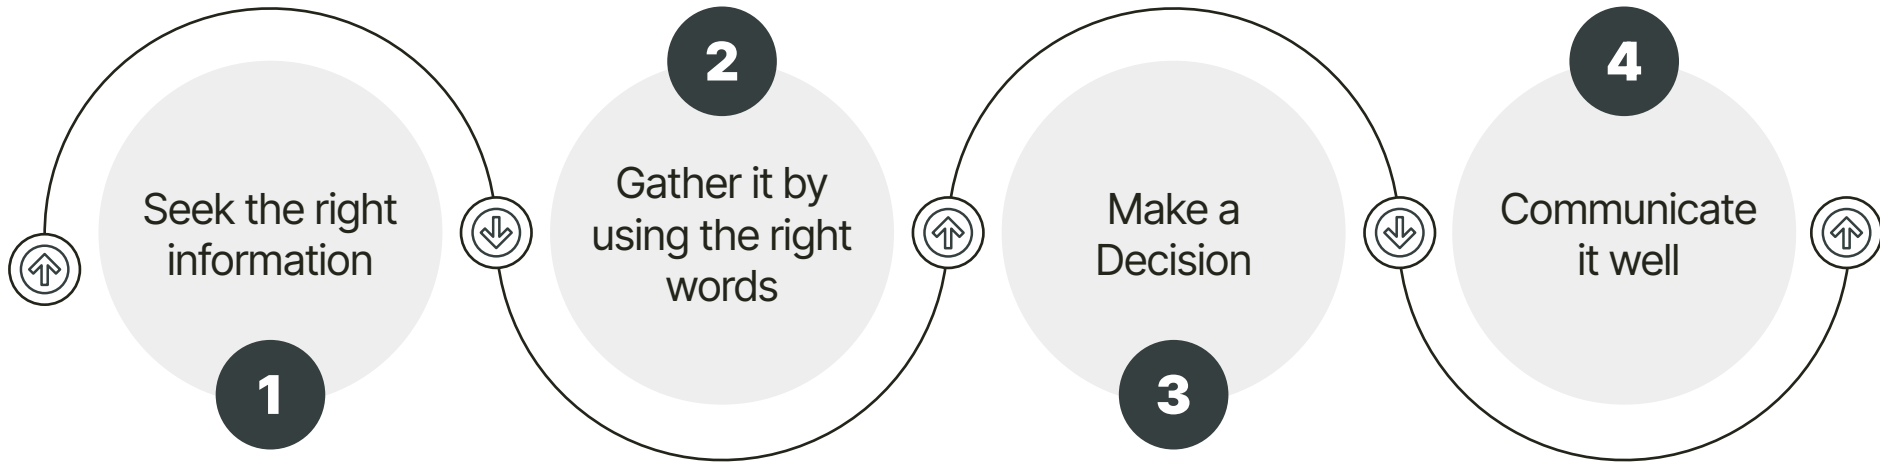 1
Seek the right
information
2
Gather it by
using the right
words
3
Make a
Decision
4
Communicate
it well